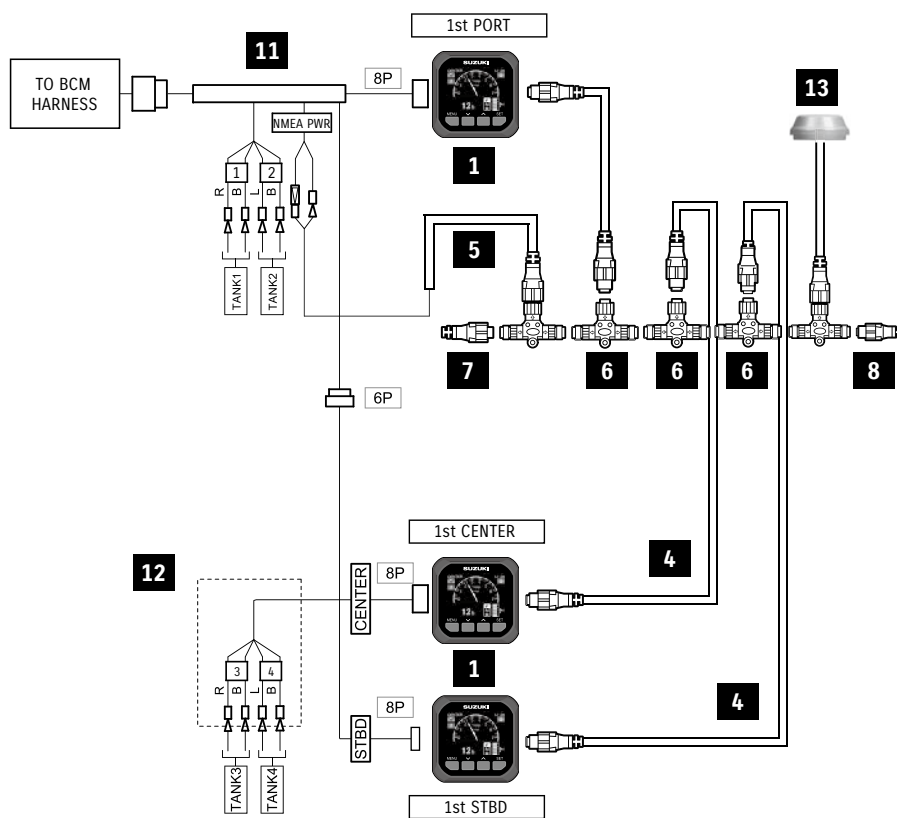 1st PORT
11
TO BCM
HARNESS
8P
SUZUKI
MENU
SET
13
NMEA PWR
1
1
2
R
B
L
B
5
TANK1
TANK2
7
6
6
6
8
6P
1st CENTER
12
CENTER
8P
SUZUKI
MENU
SET
4
1
3
4
R
B
L
B
8P
STBD
SUZUKI
MENU
SET
4
TANK3
TANK4
1st STBD